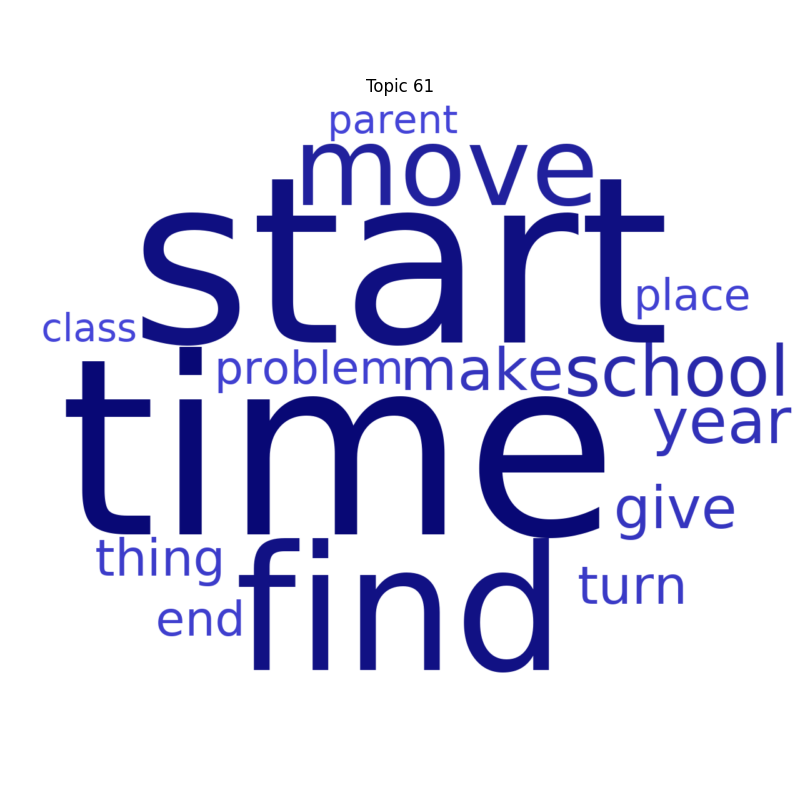 Topic 61
parent
move
start
place
class
problem make school
year
time
give
thing
turn
end
find